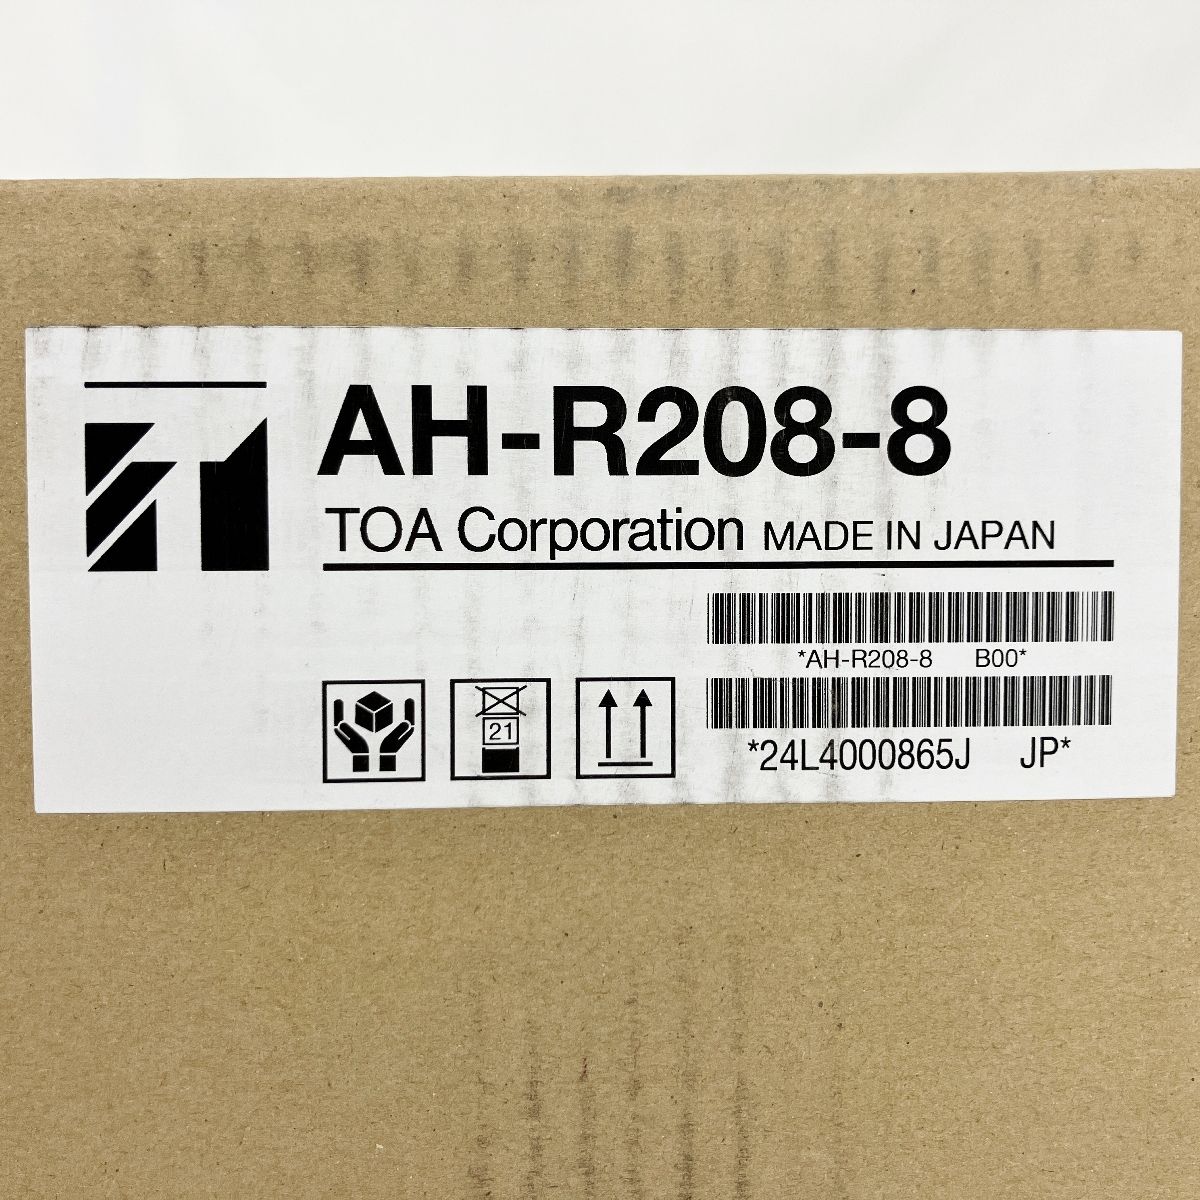 AH-R208-8
TOA Corporation MADE IN JAPAN
*AH-R208-8 B00*
21
*24L4000865J JP*